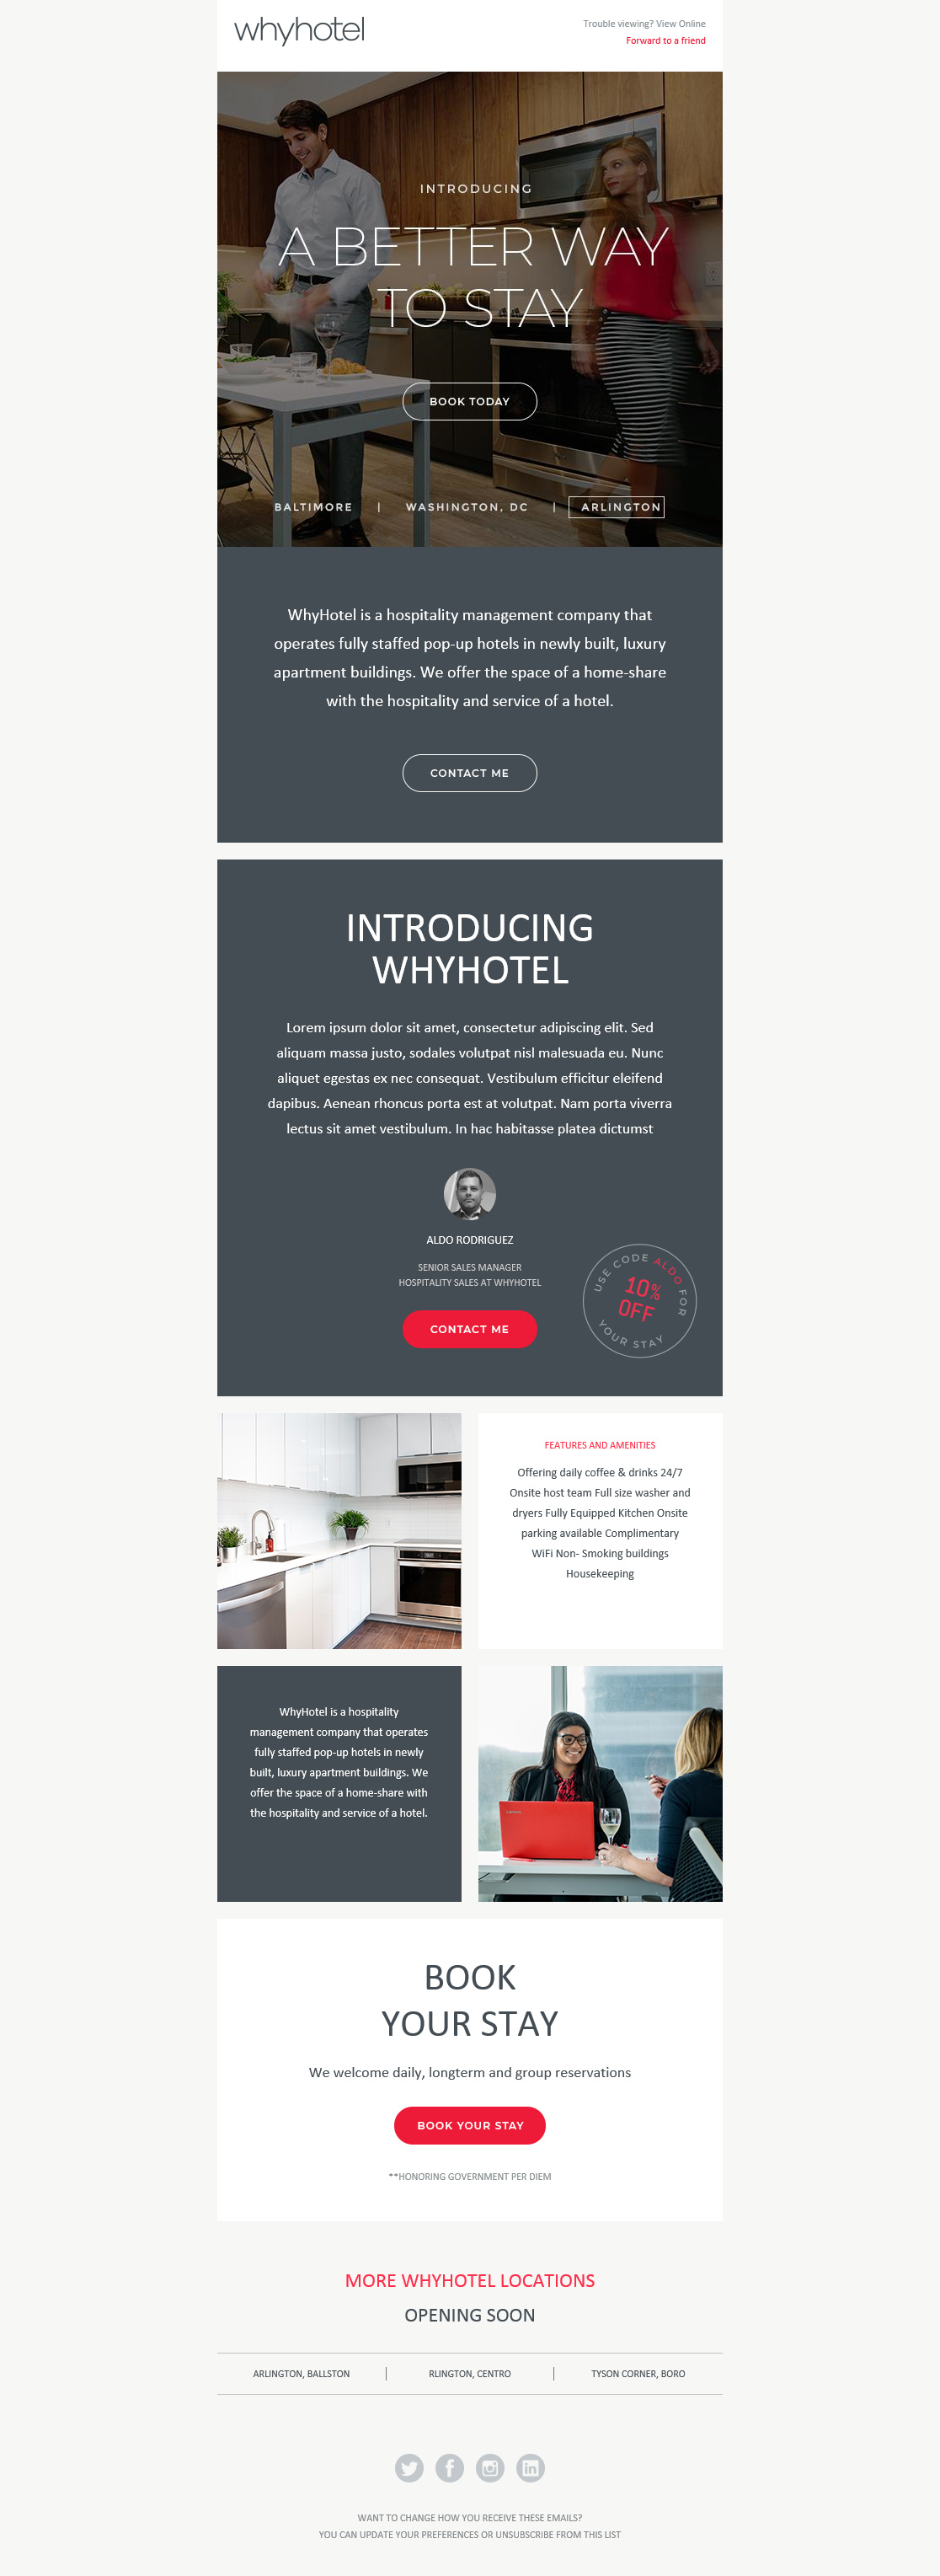 whyhotel
Trouble viewing? View Online
Forward to a friend
INTRODUCING
A BETTER WAY
TO STAY
BOOK TODAY
BALTIMORE | WASHINGTON, DC | ARLINGTON
WhyHotel is a hospitality management company that
operates fully staffed pop-up hotels in newly built, luxury
apartment buildings. We offer the space of a home-share
with the hospitality and service of a hotel.
CONTACT ME
INTRODUCING
WHYHOTEL
Lorem ipsum dolor sit amet, consectetur adipiscing elit. Sed
aliquam massa justo, sodales volutpat nisl malesuada eu. Nunc
aliquet egestas ex nec consequat. Vestibulum efficitur eleifend
dapibus. Aenean rhoncus porta est at volutpat. Nam porta viverra
lectus sit amet vestibulum. In hac habitasse platea dictumst
ALDO RODRIGUEZ
SENIOR SALES MANAGER
HOSPITALITY SALES AT WHYHOTEL
CONTACT ME
USE CODE ALDO FOR
10%
OFF
YOUR STAY
FEATURES AND AMENITIES
Offering daily coffee & drinks 24/7
Onsite host team Full size washer and
dryers Fully Equipped Kitchen Onsite
parking available Complimentary
WiFi Non- Smoking buildings
Housekeeping
WhyHotel is a hospitality
management company that operates
fully staffed pop-up hotels in newly
built, luxury apartment buildings. We
offer the space of a home-share with
the hospitality and service of a hotel.
Lenovo
BOOK
YOUR STAY
We welcome daily, longterm and group reservations
BOOK YOUR STAY
**HONORING GOVERNMENT PER DIEM
MORE WHYHOTEL LOCATIONS
OPENING SOON
ARLINGTON, BALLSTON | RLINGTON, CENTRO | TYSON CORNER, BORO
WANT TO CHANGE HOW YOU RECEIVE THESE EMAILS?
YOU CAN UPDATE YOUR PREFERENCES OR UNSUBSCRIBE FROM THIS LIST